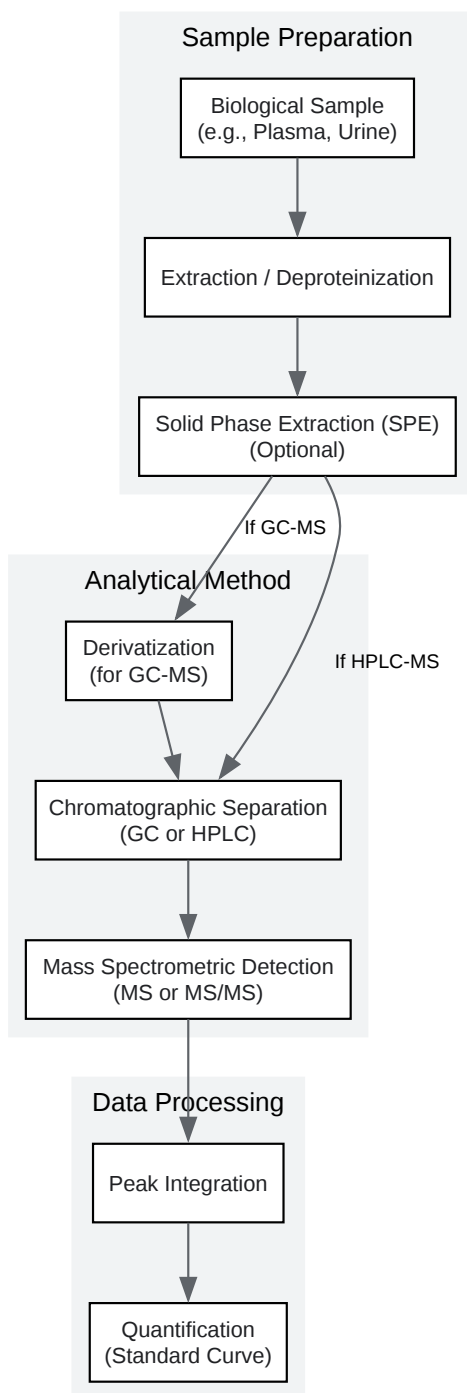 Sample Preparation
Biological Sample
(e.g., Plasma, Urine)
Extraction / Deproteinization
Solid Phase Extraction (SPE)
(Optional)
If GC-MS
Analytical Method
Derivatization
(for GC-MS)
If HPLC-MS
Chromatographic Separation
(GC or HPLC)
Mass Spectrometric Detection
(MS or MS/MS)
Data Processing
Peak Integration
Quantification
(Standard Curve)